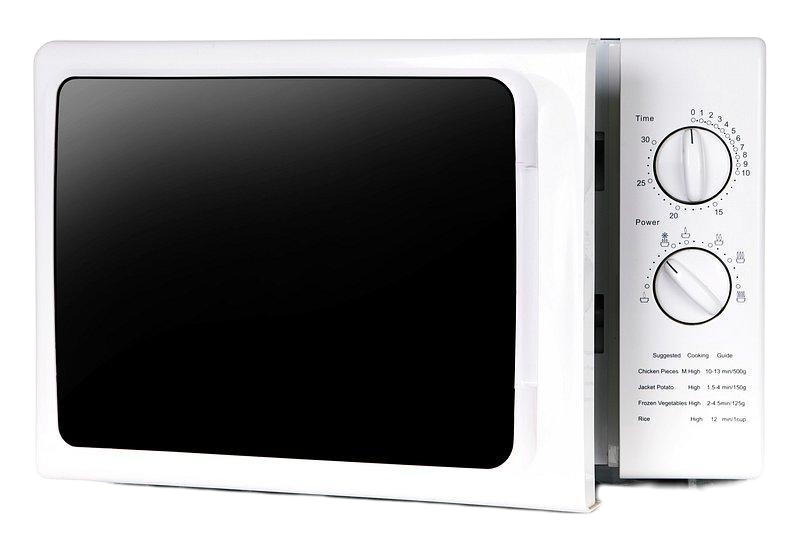 Time
0 1 2 3 4 5 6 7 8 9 10
15
20
25
30
Power
Suggested Cooking Guide
Chicken Pieces M High 10-13 min/500g
Jacket Potato High 1.5-4 min/150g
Frozen Vegetables High 2-4.5min/125g
Rice High 12 min/1cup